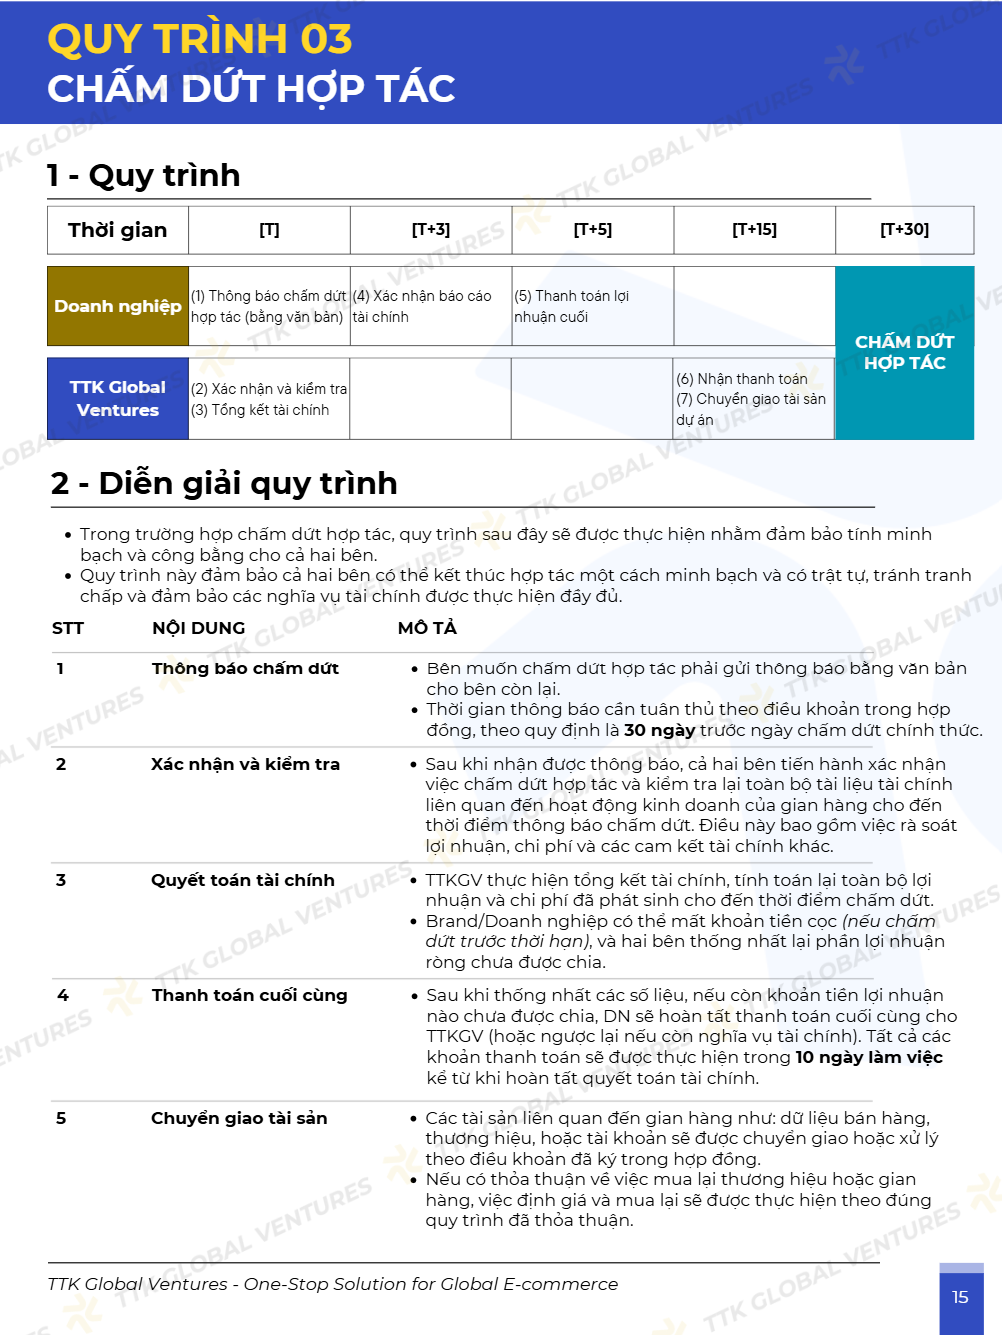 QUY TRÌNH 03
CHẤM DỨT HỢP TÁC
1 - Quy trình
Thời gian [T] [T+3] [T+5] [T+15] [T+30]
Doanh nghiệp
(1) Thông báo chấm dứt
hợp tác (bằng văn bản)
(4) Xác nhận báo cáo
tài chính
(5) Thanh toán lợi
nhuận cuối
CHẤM DỨT
HỢP TÁC
TTK Global
Ventures
(2) Xác nhận và kiểm tra
(3) Tổng kết tài chính
(6) Nhận thanh toán
(7) Chuyển giao tài sản
dự án
2 - Diễn giải quy trình
• Trong trường hợp chấm dứt hợp tác, quy trình sau đây sẽ được thực hiện nhằm đảm bảo tính minh
bạch và công bằng cho cả hai bên.
• Quy trình này đảm bảo cả hai bên có thể kết thúc hợp tác một cách minh bạch và có trật tự, tránh tranh
chấp và đảm bảo các nghĩa vụ tài chính được thực hiện đầy đủ.
STT NỘI DUNG MÔ TẢ
1 Thông báo chấm dứt
• Bên muốn chấm dứt hợp tác phải gửi thông báo bằng văn bản
cho bên còn lại.
• Thời gian thông báo cần tuân thủ theo điều khoản trong hợp
đồng, theo quy định là 30 ngày trước ngày chấm dứt chính thức.
2 Xác nhận và kiểm tra
• Sau khi nhận được thông báo, cả hai bên tiến hành xác nhận
việc chấm dứt hợp tác và kiểm tra lại toàn bộ tài liệu tài chính
liên quan đến hoạt động kinh doanh của gian hàng cho đến
thời điểm thông báo chấm dứt. Điều này bao gồm việc rà soát
lợi nhuận, chi phí và các cam kết tài chính khác.
3 Quyết toán tài chính
• TTKGV thực hiện tổng kết tài chính, tính toán lại toàn bộ lợi
nhuận và chi phí đã phát sinh cho đến thời điểm chấm dứt.
• Brand/Doanh nghiệp có thể mất khoản tiền cọc (nếu chấm
dứt trước thời hạn), và hai bên thống nhất lại phần lợi nhuận
ròng chưa được chia.
4 Thanh toán cuối cùng
• Sau khi thống nhất các số liệu, nếu còn khoản tiền lợi nhuận
nào chưa được chia, DN sẽ hoàn tất thanh toán cuối cùng cho
TTKGV (hoặc ngược lại nếu còn nghĩa vụ tài chính). Tất cả các
khoản thanh toán sẽ được thực hiện trong 10 ngày làm việc
kể từ khi hoàn tất quyết toán tài chính.
5 Chuyển giao tài sản
• Các tài sản liên quan đến gian hàng như: dữ liệu bán hàng,
thương hiệu, hoặc tài khoản sẽ được chuyển giao hoặc xử lý
theo điều khoản đã ký trong hợp đồng.
• Nếu có thỏa thuận về việc mua lại thương hiệu hoặc gian
hàng, việc định giá và mua lại sẽ được thực hiện theo đúng
quy trình đã thỏa thuận.
TTK Global Ventures - One-Stop Solution for Global E-commerce
15